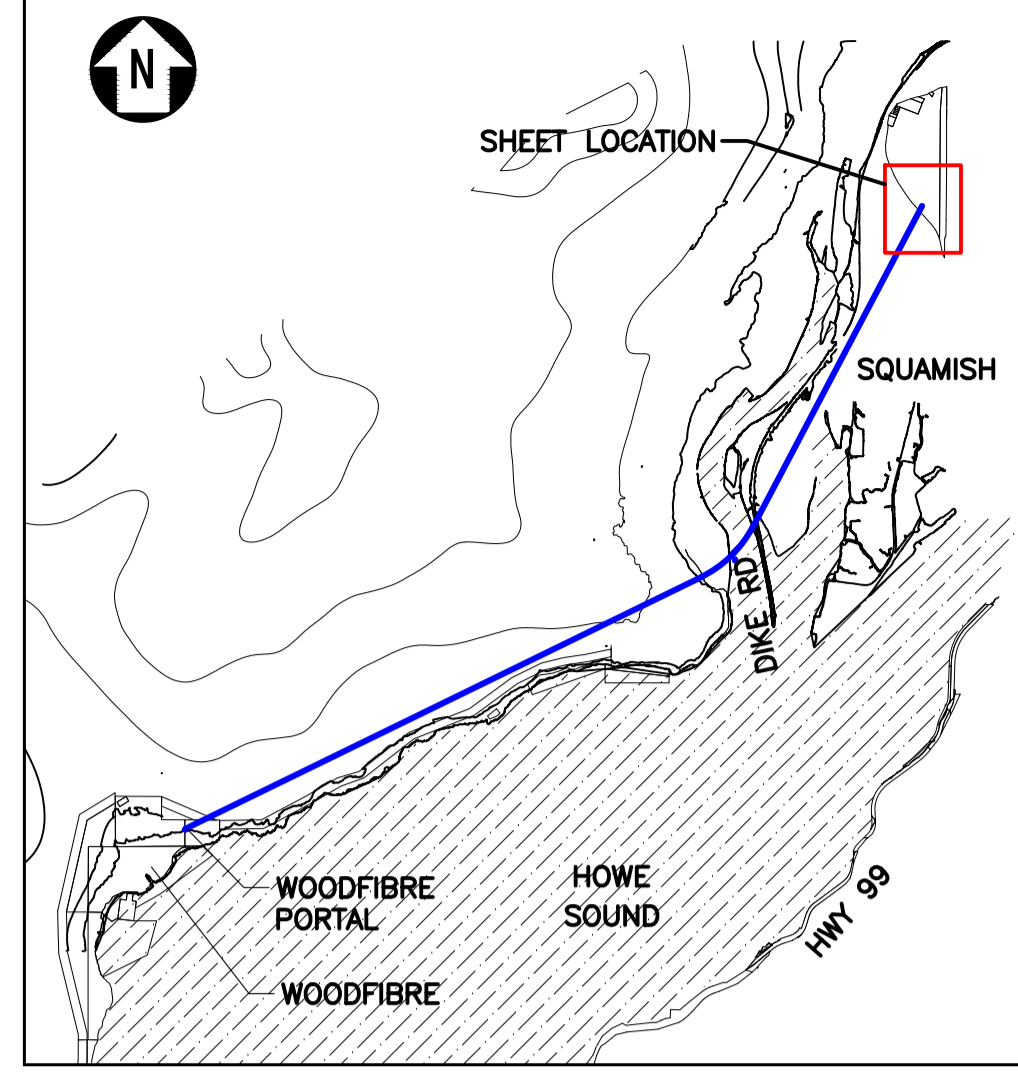 N
SHEET LOCATION
SQUAMISH
DIKE RD
WOODFIBRE
PORTAL
HOWE
SOUND
HWY 99
WOODFIBRE